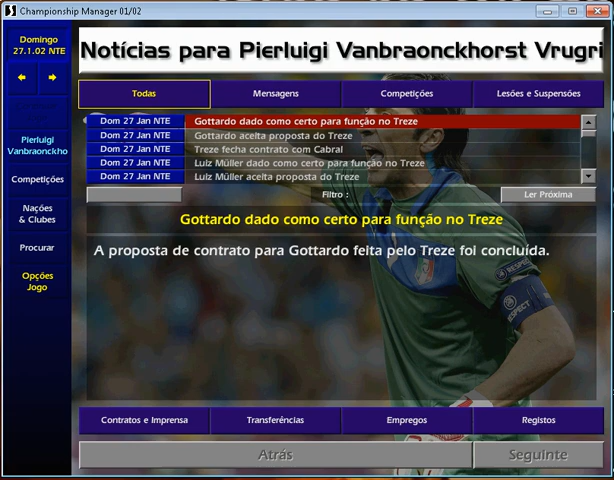 Championship Manager 01/02
Domingo
27.1.02 NTE
Pierluigi
Vanbraonckho
Competições
Nações
& Clubes
Procurar
Opções
Jogo
Notícias para Pierluigi Vanbraonckhorst Vrugri
Todas
Mensagens
Competições
Lesões e Suspensões
Dom 27 Jan NTE Gottardo dado como certo para função no Treze
Dom 27 Jan NTE Gottardo aceita proposta do Treze
Dom 27 Jan NTE Treze fecha contrato com Cabral
Dom 27 Jan NTE Luiz Müller dado como certo para função no Treze
Dom 27 Jan NTE Luiz Müller aceita proposta do Treze
Filtro :
Ler Próxima
Gottardo dado como certo para função no Treze
A proposta de contrato para Gottardo feita pelo Treze foi concluída.
RESPECT
RESPECT
Contratos e Imprensa
Transferências
Empregos
Registos
Atrás
Seguinte